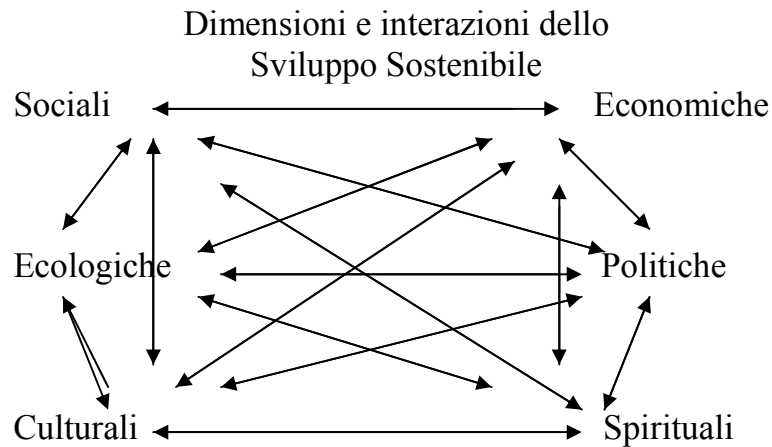 Dimensioni e interazioni dello
Sviluppo Sostenibile
Sociali Economiche
Ecologiche Politiche
Culturali Spirituali